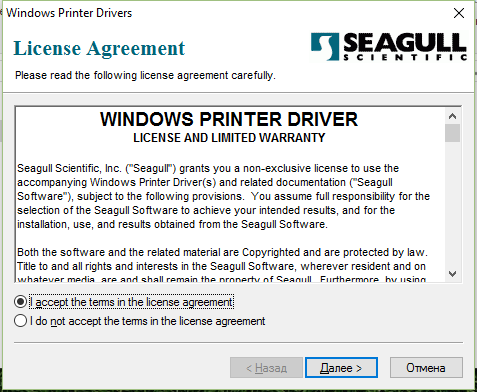 Windows Printer Drivers
License Agreement
SEAGULL
SCIENTIFIC
Please read the following license agreement carefully.
WINDOWS PRINTER DRIVER
LICENSE AND LIMITED WARRANTY
Seagull Scientific, Inc. ("Seagull") grants you a non-exclusive license to use the
accompanying Windows Printer Driver(s) and related documentation ("Seagull
Software"), subject to the following provisions. You assume full responsibility for the
selection of the Seagull Software to achieve your intended results, and for the
installation, use, and results obtained from the Seagull Software.
Both the software and the related material are Copyrighted and are protected by law.
Title to and all rights and interests in the Seagull Software, wherever resident and on
whatever media, are and shall remain the property of Seagull. Furthermore, by using
I accept the terms in the license agreement
I do not accept the terms in the license agreement
< Назад
Далее >
Отмена